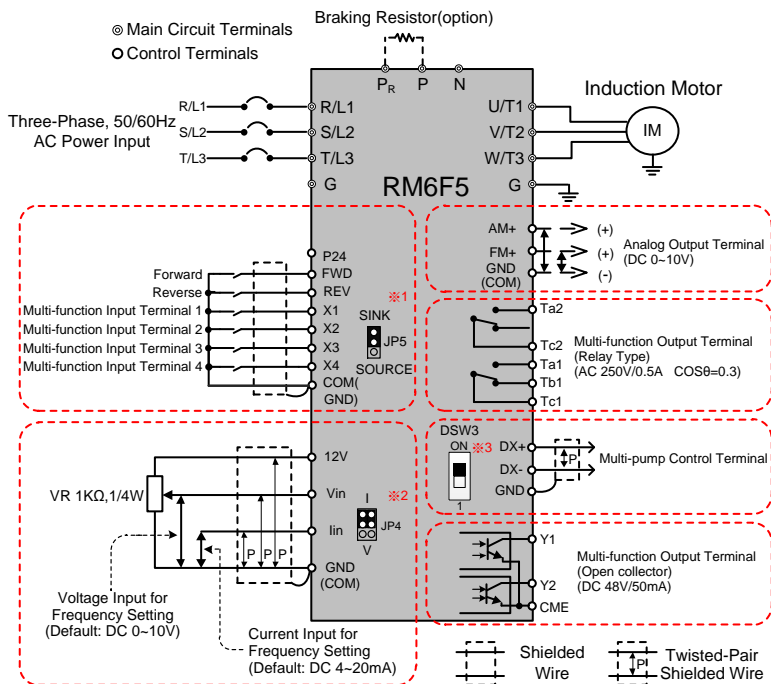 Braking Resistor(option)
Main Circuit Terminals
Control Terminals
PR P N
Three-Phase, 50/60Hz
AC Power Input
R/L1
S/L2
T/L3
R/L1
S/L2
T/L3
G
U/T1
V/T2
W/T3
G
Induction Motor
IM
RM6F5
P24
FWD
REV
X1
X2
X3
X4
COM(
GND)
Forward
Reverse
Multi-function Input Terminal 1
Multi-function Input Terminal 2
Multi-function Input Terminal 3
Multi-function Input Terminal 4
※1
SINK
JP5
SOURCE
AM+
FM+
GND
(COM)
(+)
(+)
(-)
Analog Output Terminal
(DC 0~10V)
Ta2
Tc2
Ta1
Tb1
Tc1
Multi-function Output Terminal
(Relay Type)
(AC 250V/0.5A COSθ=0.3)
DSW3
ON
※3
1
DX+
DX-
GND
P
Multi-pump Control Terminal
12V
Vin
Iin
GND
(COM)
VR 1KΩ,1/4W
P P P
※2
I
JP4
V
Voltage Input for
Frequency Setting
(Default: DC 0~10V)
Current Input for
Frequency Setting
(Default: DC 4~20mA)
Y1
Y2
CME
Multi-function Output Terminal
(Open collector)
(DC 48V/50mA)
Shielded
Wire
P
Twisted-Pair
Shielded Wire